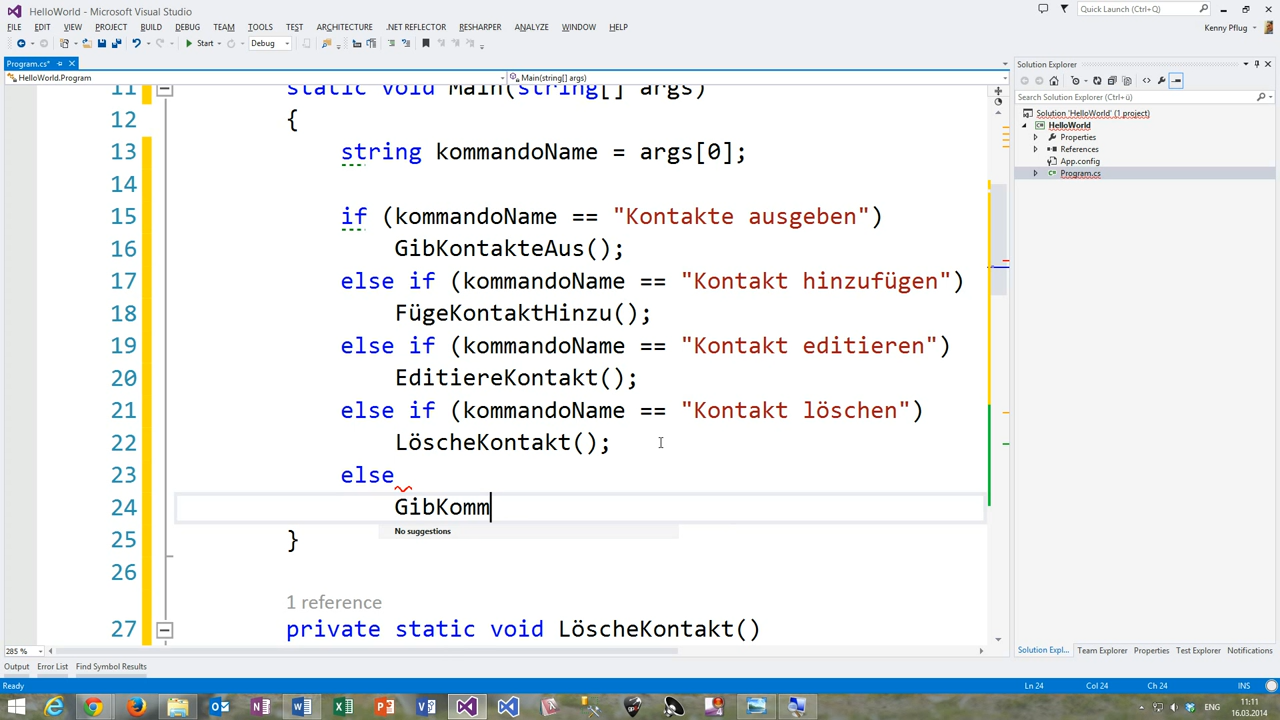 HelloWorld - Microsoft Visual Studio
Quick Launch (Ctrl+Q)
FILE EDIT VIEW PROJECT BUILD DEBUG TEAM TOOLS TEST ARCHITECTURE .NET REFLECTOR RESHARPER ANALYZE WINDOW HELP
Kenny Pflug
Start Debug
Program.cs*
HelloWorld.Program
Main(string[] args)
11 static void Main(string[] args)
12 {
13 string kommandoName = args[0];
14
15 if (kommandoName == "Kontakte ausgeben")
16 GibKontakteAus();
17 else if (kommandoName == "Kontakt hinzufügen")
18 FügeKontaktHinzu();
19 else if (kommandoName == "Kontakt editieren")
20 EditiereKontakt();
21 else if (kommandoName == "Kontakt löschen")
22 LöscheKontakt();
23 else
24 GibKomm
No suggestions
25 }
26
1 reference
27 private static void LöscheKontakt()
285 %
Solution Explorer
Search Solution Explorer (Ctrl+ü)
Solution 'HelloWorld' (1 project)
HelloWorld
Properties
References
App.config
Program.cs
Solution Expl... Team Explorer Properties Test Explorer Notifications
Output Error List Find Symbol Results
Ready
Ln 24 Col 24 Ch 24 INS
11:11
16.03.2014